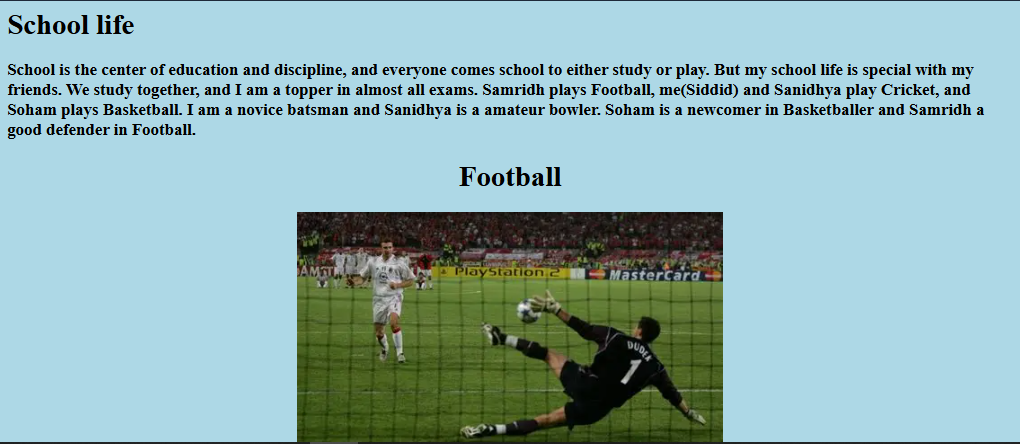 School life
School is the center of education and discipline, and everyone comes school to either study or play. But my school life is special with my
friends. We study together, and I am a topper in almost all exams. Samridh plays Football, me(Siddid) and Sanidhya play Cricket, and
Soham plays Basketball. I am a novice batsman and Sanidhya is a amateur bowler. Soham is a newcomer in Basketballer and Samridh a
good defender in Football.
Football
PlayStation 2
MasterCard
DUDEK
1